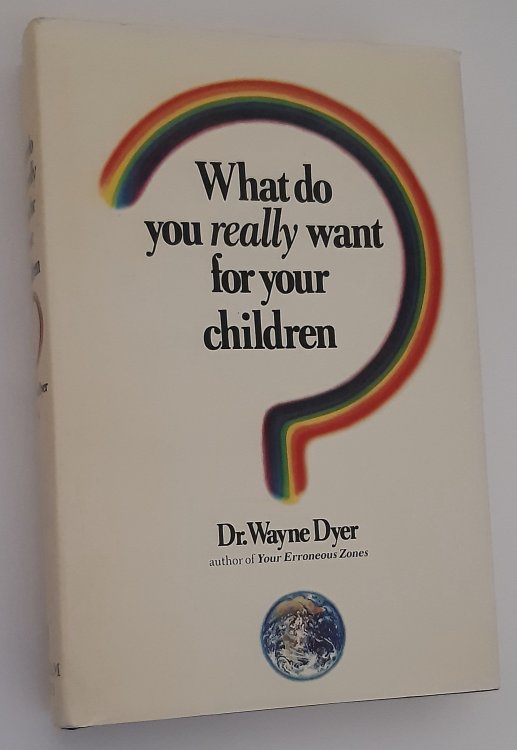 What do
you really want
for your
children
Dr. Wayne Dyer
author of Your Erroneous Zones